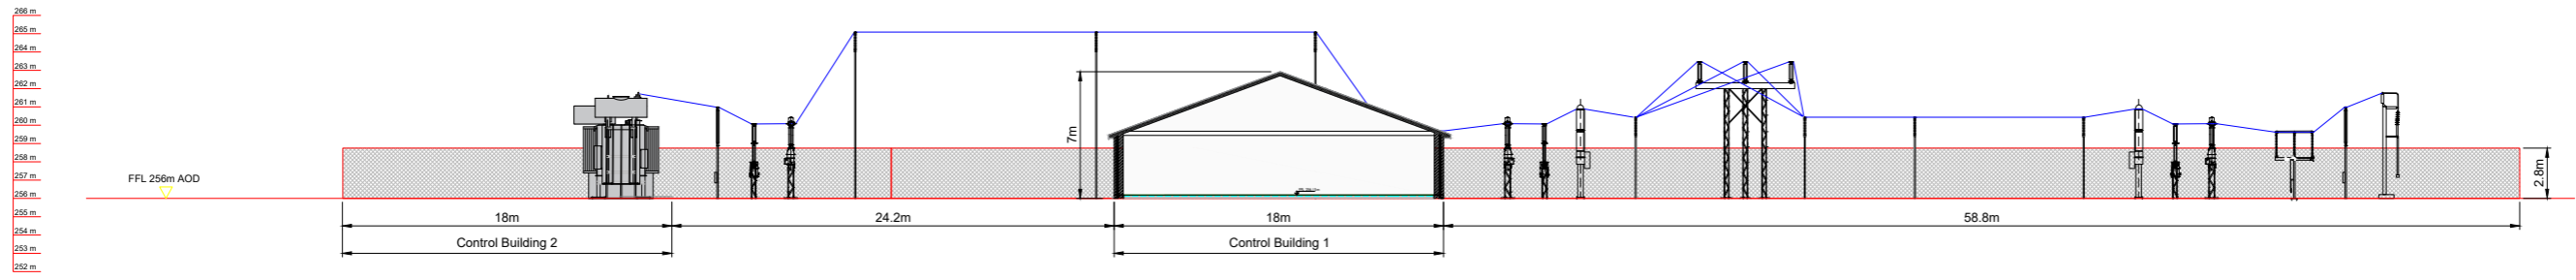 266 m
265 m
264 m
263 m
262 m
261 m
260 m
259 m
258 m
257 m
256 m
255 m
254 m
253 m
252 m
FFL 256m AOD
7m
2.8m
18m
24.2m
18m
58.8m
Control Building 2
Control Building 1